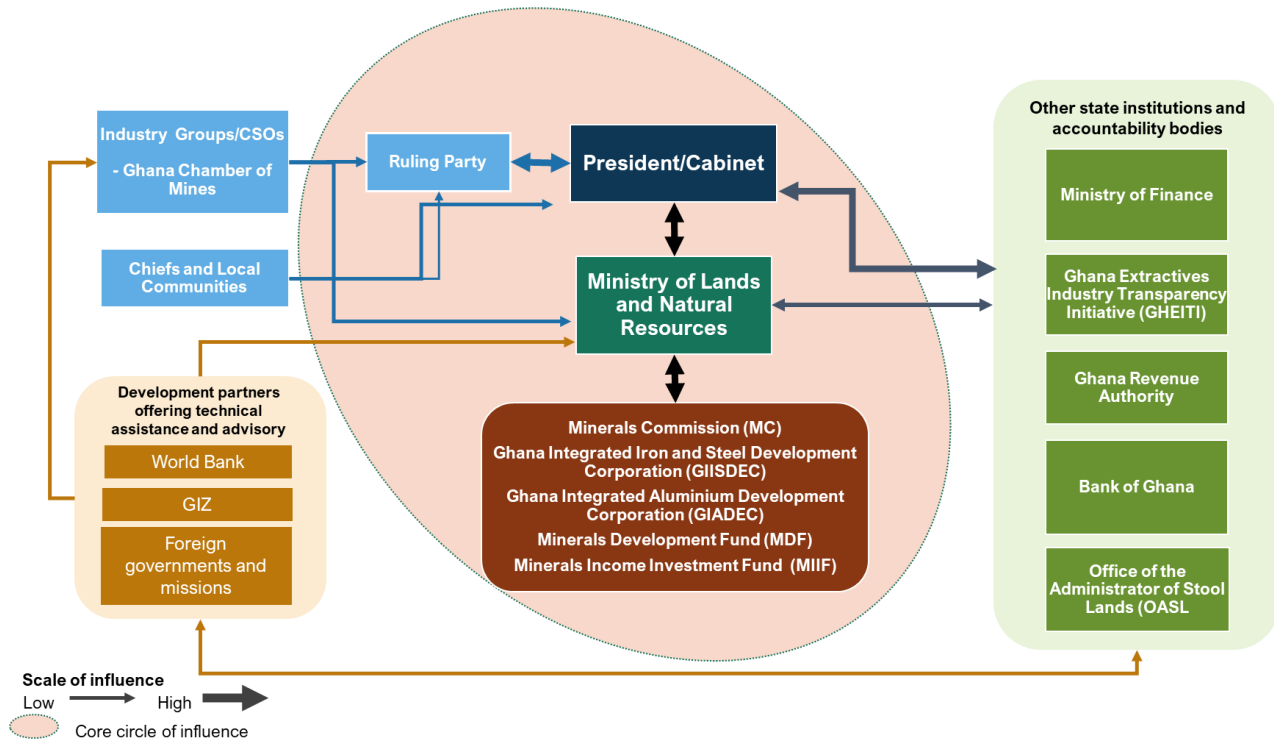 Industry Groups/CSOs
- Ghana Chamber of
Mines
Chiefs and Local
Communities
Ruling Party
President/Cabinet
Ministry of Lands
and Natural
Resources
Minerals Commission (MC)
Ghana Integrated Iron and Steel Development
Corporation (GIISDEC)
Ghana Integrated Aluminium Development
Corporation (GIADEC)
Minerals Development Fund (MDF)
Minerals Income Investment Fund (MIIF)
Other state institutions and
accountability bodies
Ministry of Finance
Ghana Extractives
Industry Transparency
Initiative (GHEITI)
Ghana Revenue
Authority
Bank of Ghana
Office of the
Administrator of Stool
Lands (OASL
Development partners
offering technical
assistance and advisory
World Bank
GIZ
Foreign
governments and
missions
Scale of influence
Low
High
Core circle of influence